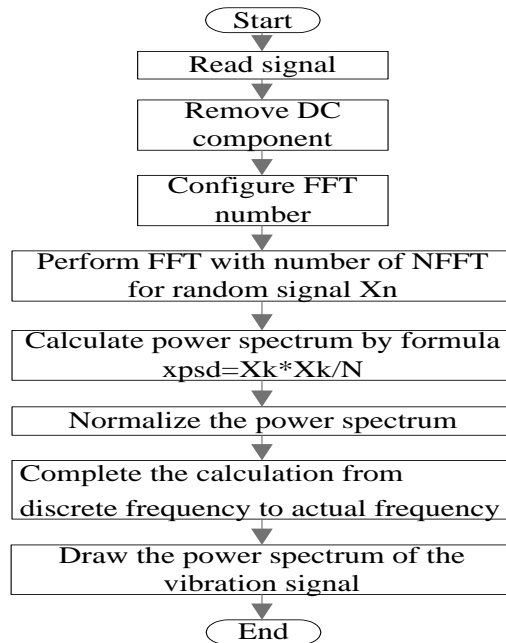 Start
Read signal
Remove DC
component
Configure FFT
number
Perform FFT with number of NFFT
for random signal Xn
Calculate power spectrum by formula
xpsd=Xk*Xk/N
Normalize the power spectrum
Complete the calculation from
discrete frequency to actual frequency
Draw the power spectrum of the
vibration signal
End